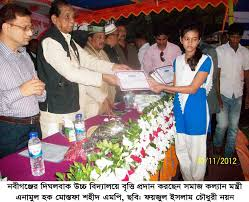 30/11/2012
নবীগঞ্জের দিঘলবাক উচ্চ বিদ্যালয়ে বৃত্তি প্রদান করছেন সমাজ কল্যান মন্ত্রী
এনামুল হক মোস্তফা শহীদ এমপি, ছবি: ফয়জুল ইসলাম চৌধুরী নয়ন